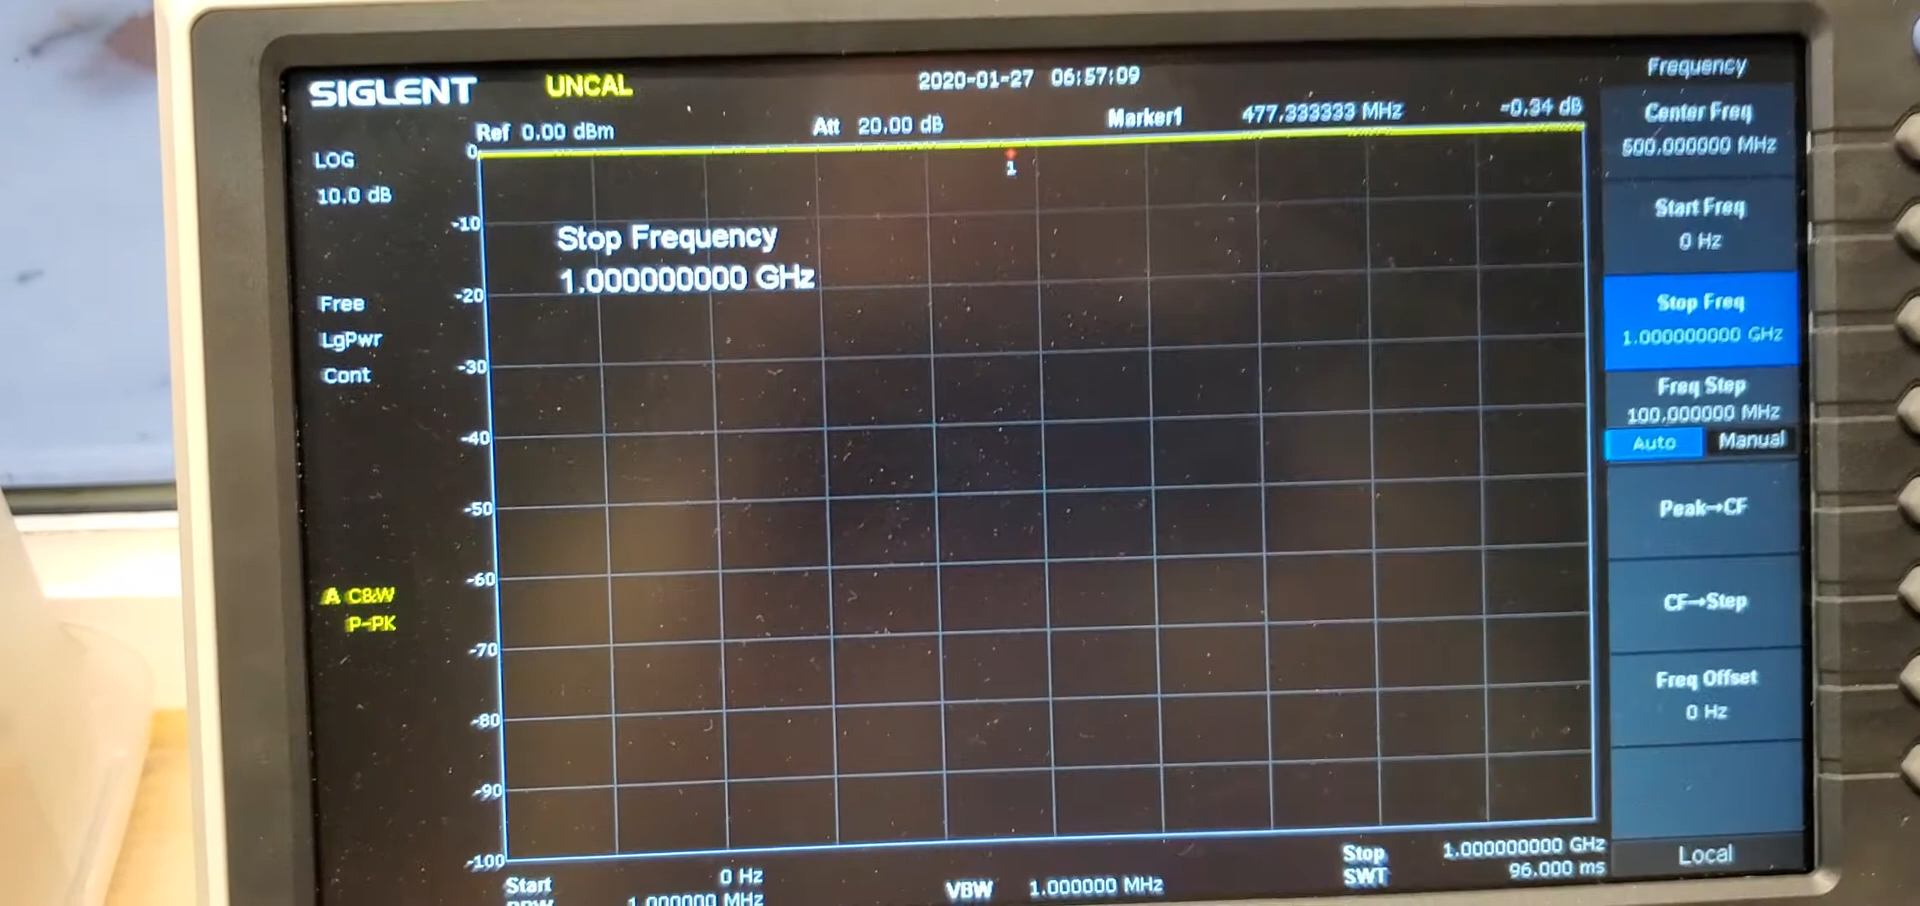 SIGLENT UNCAL 2020-01-27 06:57:09
Ref 0.00 dBm Att 20.00 dB Marker1 477.333333 MHz -0.34 dB
LOG
10.0 dB
Free
LgPwr
Cont
A C&W
P-PK
0
-10
-20
-30
-40
-50
-60
-70
-80
-90
-100
1
Stop Frequency
1.000000000 GHz
Start 0 Hz
1.000000 MHz
VBW 1.000000 MHz
Stop 1.000000000 GHz
SWT 96.000 ms
Frequency
Center Freq
500.000000 MHz
Start Freq
0 Hz
Stop Freq
1.000000000 GHz
Freq Step
100.000000 MHz
Auto Manual
Peak→CF
CF→Step
Freq Offset
0 Hz
Local